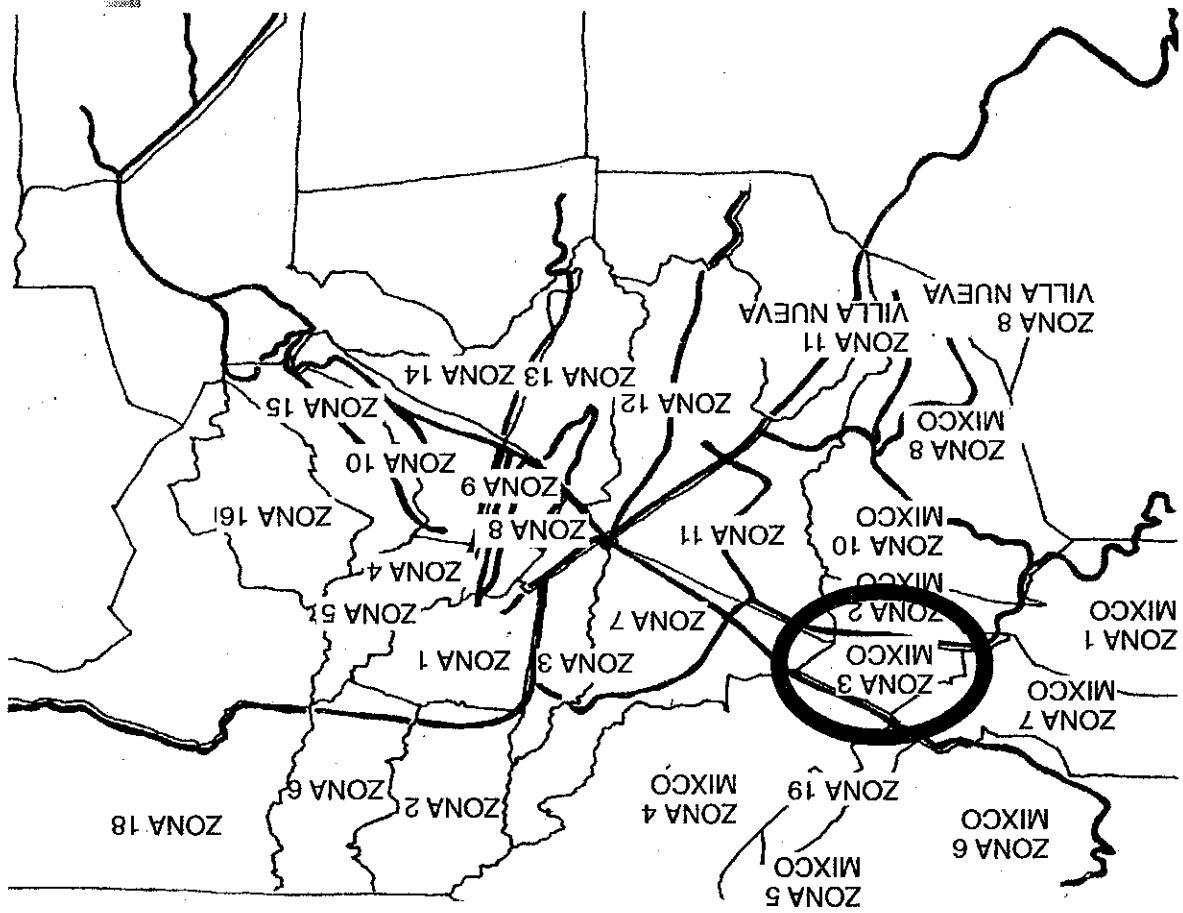 ZONA 5
MIXCO
ZONA 6
MIXCO
ZONA 19
ZONA 4
MIXCO
ZONA 2
ZONA 6
ZONA 18
ZONA 7
MIXCO
ZONA 3
MIXCO
ZONA 3
ZONA 1
ZONA 1
MIXCO
ZONA 2
MIXCO
ZONA 7
ZONA 5
ZONA 4
ZONA 10
MIXCO
ZONA 11
ZONA 8
ZONA 9
ZONA 16
ZONA 8
MIXCO
ZONA 10
ZONA 12
ZONA 13
ZONA 14
ZONA 15
ZONA 8
VILLA NUEVA
ZONA 11
VILLA NUEVA